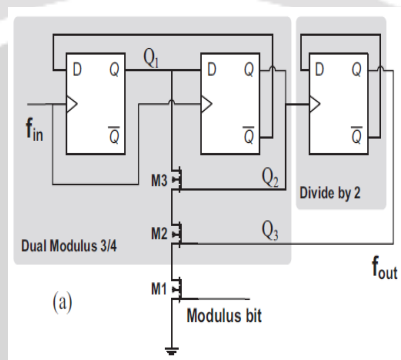 Q1
D Q
D Q
D Q
fin
Q̅
Q̅
Q̅
M3
Q2
Divide by 2
M2
Q3
Dual Modulus 3/4
fout
M1
(a)
Modulus bit